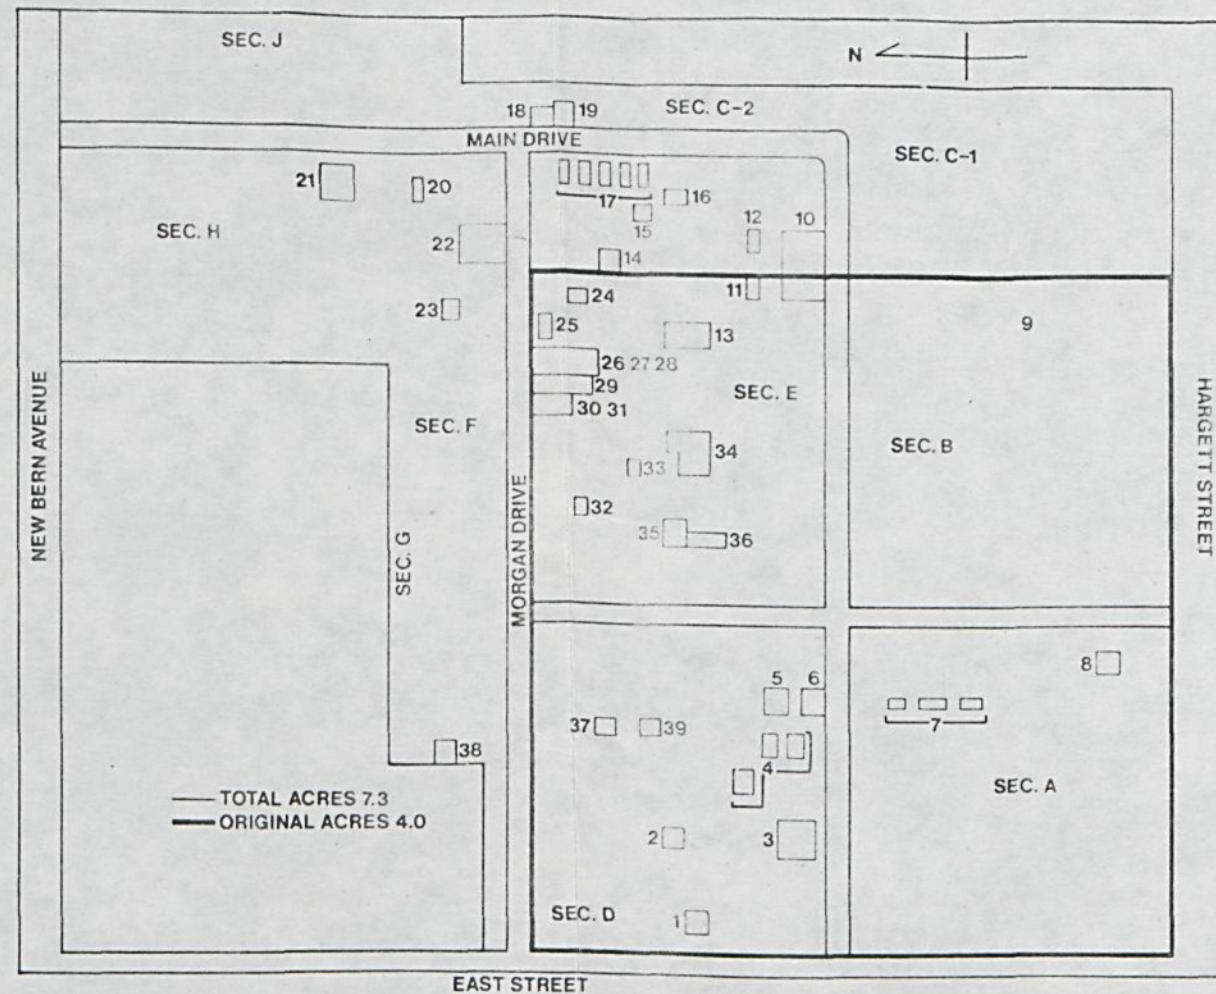 SEC. J
N
18
19
SEC. C-2
MAIN DRIVE
SEC. C-1
21
20
17
16
15
12
10
SEC. H
22
14
24
11
23
25
13
9
26 27 28
29
30 31
SEC. E
SEC. F
SEC. B
34
33
32
35
36
NEW BERN AVENUE
SEC. G
MORGAN DRIVE
HARGETT STREET
8
5
6
7
37
39
38
4
SEC. A
TOTAL ACRES 7.3
ORIGINAL ACRES 4.0
2
3
SEC. D
1
EAST STREET